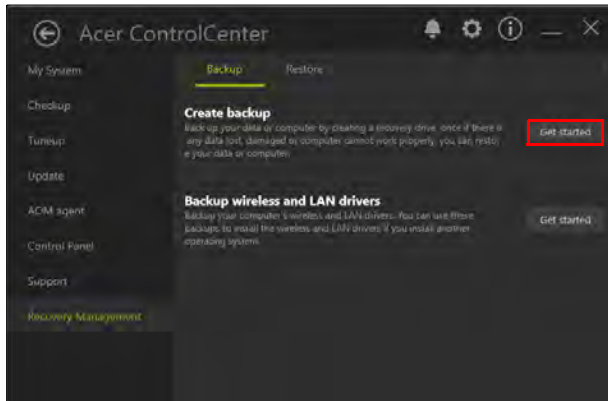 Acer ControlCenter
My System
Checkup
Tuneup
Update
ACIM agent
Control Panel
Support
Recovery Management
Backup
Restore
Create backup
Back up your data or computer by creating a recovery drive, once if there is
any data lost, damaged or computer cannot work properly, you can resto
e your data or computer.
Get started
Backup wireless and LAN drivers
Backup your computer's wireless and LAN drivers. You can use these
backups to install the wireless and LAN drivers if you install another
operating system.
Get started